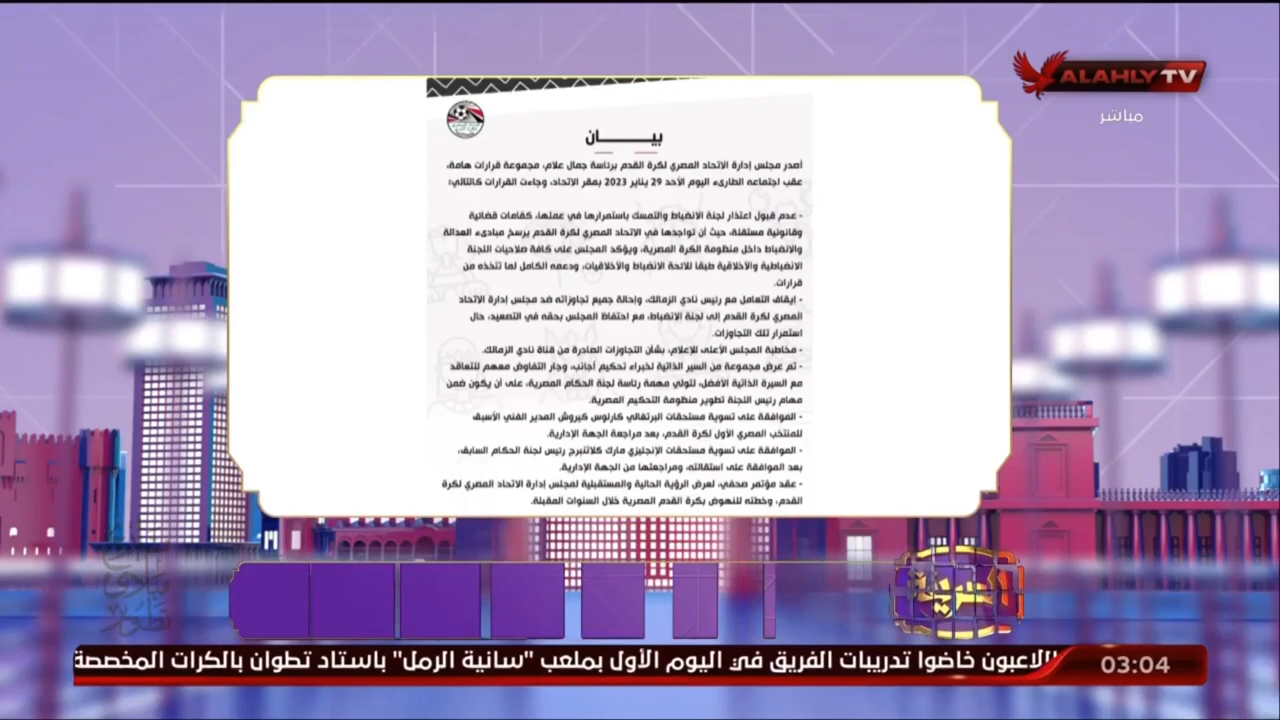 ALAHLY TV
مباشر
بيـــــان
أصدر مجلس إدارة الاتحاد المصري لكرة القدم برئاسة جمال علام، مجموعة قرارات هامة،
عقب اجتماعه الطارىء اليوم الأحد 29 يناير 2023 بمقر الاتحاد، وجاءت القرارات كالتالي:
- عدم قبول اعتذار لجنة الانضباط والتمسك باستمرارها في عملها، كقامات قضائية
وقانونية مستقلة، حيث أن تواجدها في الاتحاد المصري لكرة القدم يرسخ مبادىء العدالة
والانضباط داخل منظومة الكرة المصرية، ويؤكد المجلس على كافة صلاحيات اللجنة
الانضباطية والأخلاقية طبقا للائحة الانضباط والأخلاقيات، ودعمه الكامل لما تتخذه من
قرارات.
- إيقاف التعامل مع رئيس نادي الزمالك، وإحالة جميع تجاوزاته ضد مجلس إدارة الاتحاد
المصري لكرة القدم إلى لجنة الانضباط، مع احتفاظ المجلس بحقه في التصعيد، حال
استمرار تلك التجاوزات.
- مخاطبة المجلس الأعلى للإعلام، بشأن التجاوزات الصادرة من قناة نادي الزمالك.
- تم عرض مجموعة من السير الذاتية لخبراء تحكيم أجانب، وجار التفاوض معهم للتعاقد
مع السيرة الذاتية الأفضل، لتولي مهمة رئاسة لجنة الحكام المصرية، على أن يكون ضمن
مهام رئيس اللجنة تطوير منظومة التحكيم المصرية.
- الموافقة على تسوية مستحقات البرتغالي كارلوس كيروش المدير الفني الأسبق
للمنتخب المصري الأول لكرة القدم، بعد مراجعة الجهة الإدارية.
- الموافقة على تسوية مستحقات الإنجليزي مارك كلاتنبرج رئيس لجنة الحكام السابق،
بعد الموافقة على استقالته، ومراجعتها من الجهة الإدارية.
- عقد مؤتمر صحفي، لعرض الرؤية الحالية والمستقبلية لمجلس إدارة الاتحاد المصري لكرة
القدم، وخطته للنهوض بكرة القدم المصرية خلال السنوات المقبلة.
اللاعبون خاضوا تدريبات الفريق في اليوم الأول بملعب "سانية الرمل" باستاد تطوان بالكرات المخصصة
03:04